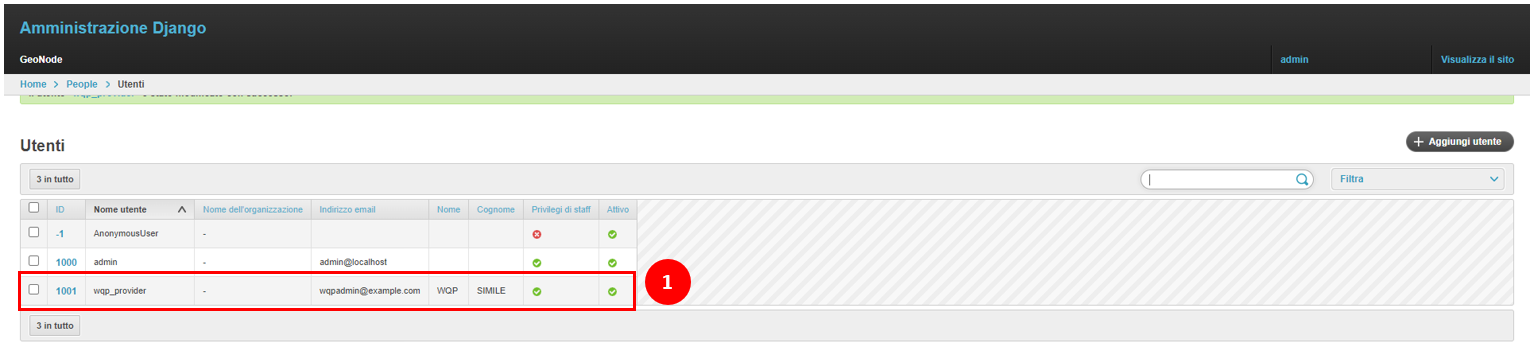 Amministrazione Django
GeoNode admin Visualizza il sito
Home > People > Utenti
wqp_provider
Utenti
+ Aggiungi utente
3 in tutto Filtra
ID Nome utente Nome dell'organizzazione Indirizzo email Nome Cognome Privilegi di staff Attivo
-1 AnonymousUser -
1000 admin - admin@localhost
1001 wqp_provider - wqpadmin@example.com WQP SIMILE
1
3 in tutto